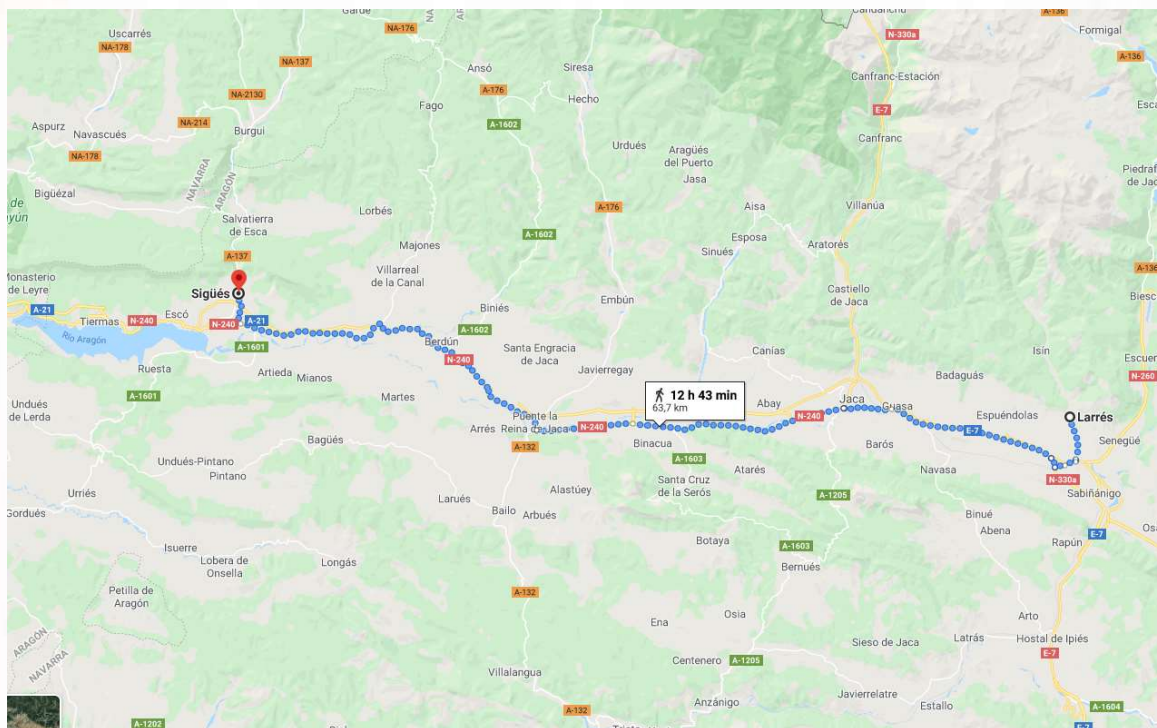 Uscarrés
NA-178
Garde
NA-176
Candanchú
N-330a
A-136
Formigal
A-136
NA-137
Ansó
A-176
Siresa
Hecho
Canfranc-Estación
E-7
NA-2130
Fago
A-1602
Aspurz
Navascués
NA-214
Burgui
NA-178
Canfranc
Urdués
Aragüés
del Puerto
Jasa
NAVARRA
ARAGÓN
Bigüézal
Lorbés
A-176
Aisa
Villanúa
Salvatierra
de Esca
A-1602
Esposa
Sinués
Aratorés
A-137
Majones
Monasterio
de Leyre
Sigüés
Villarreal
de la Canal
Castiello
de Jaca
A-136
A-21
Tiermas
N-240
Escó
N-240
A-21
Biniés
Embún
Río Aragón
A-1601
Berdún
A-1602
Santa Engracia
de Jaca
Canías
Isín
Ruesta
Artieda
Mianos
N-240
Javierregay
12 h 43 min
63,7 km
Badaguás
N-260
A-1601
Martes
Abay
Jaca
Undués
de Lerda
Puente la
Reina de Jaca
Arrés
N-240
N-240
Guasa
Espuéndolas
Larrés
Bagüés
A-132
Binacua
E-7
Senegüé
Undués-Pintano
Pintano
A-1603
Atarés
Barós
Navasa
N-330a
Urriés
Larués
Alastúey
Santa Cruz
de la Serós
A-1205
Sabiñánigo
Gordués
Bailo
Arbués
Binué
Isuerre
Lobera de
Onsella
Longás
Botaya
A-1603
Abena
Rapún
E-7
Bernués
Petilla de
Aragón
A-132
Ena
Osia
Arto
ARAGÓN
NAVARRA
Sieso de Jaca
Latrás
Hostal de Ipiés
E-7
Villalangua
Centenero
A-1205
Javierrelatre
Estallo
Anzánigo
A-1202
A-132
A-1604
E-7